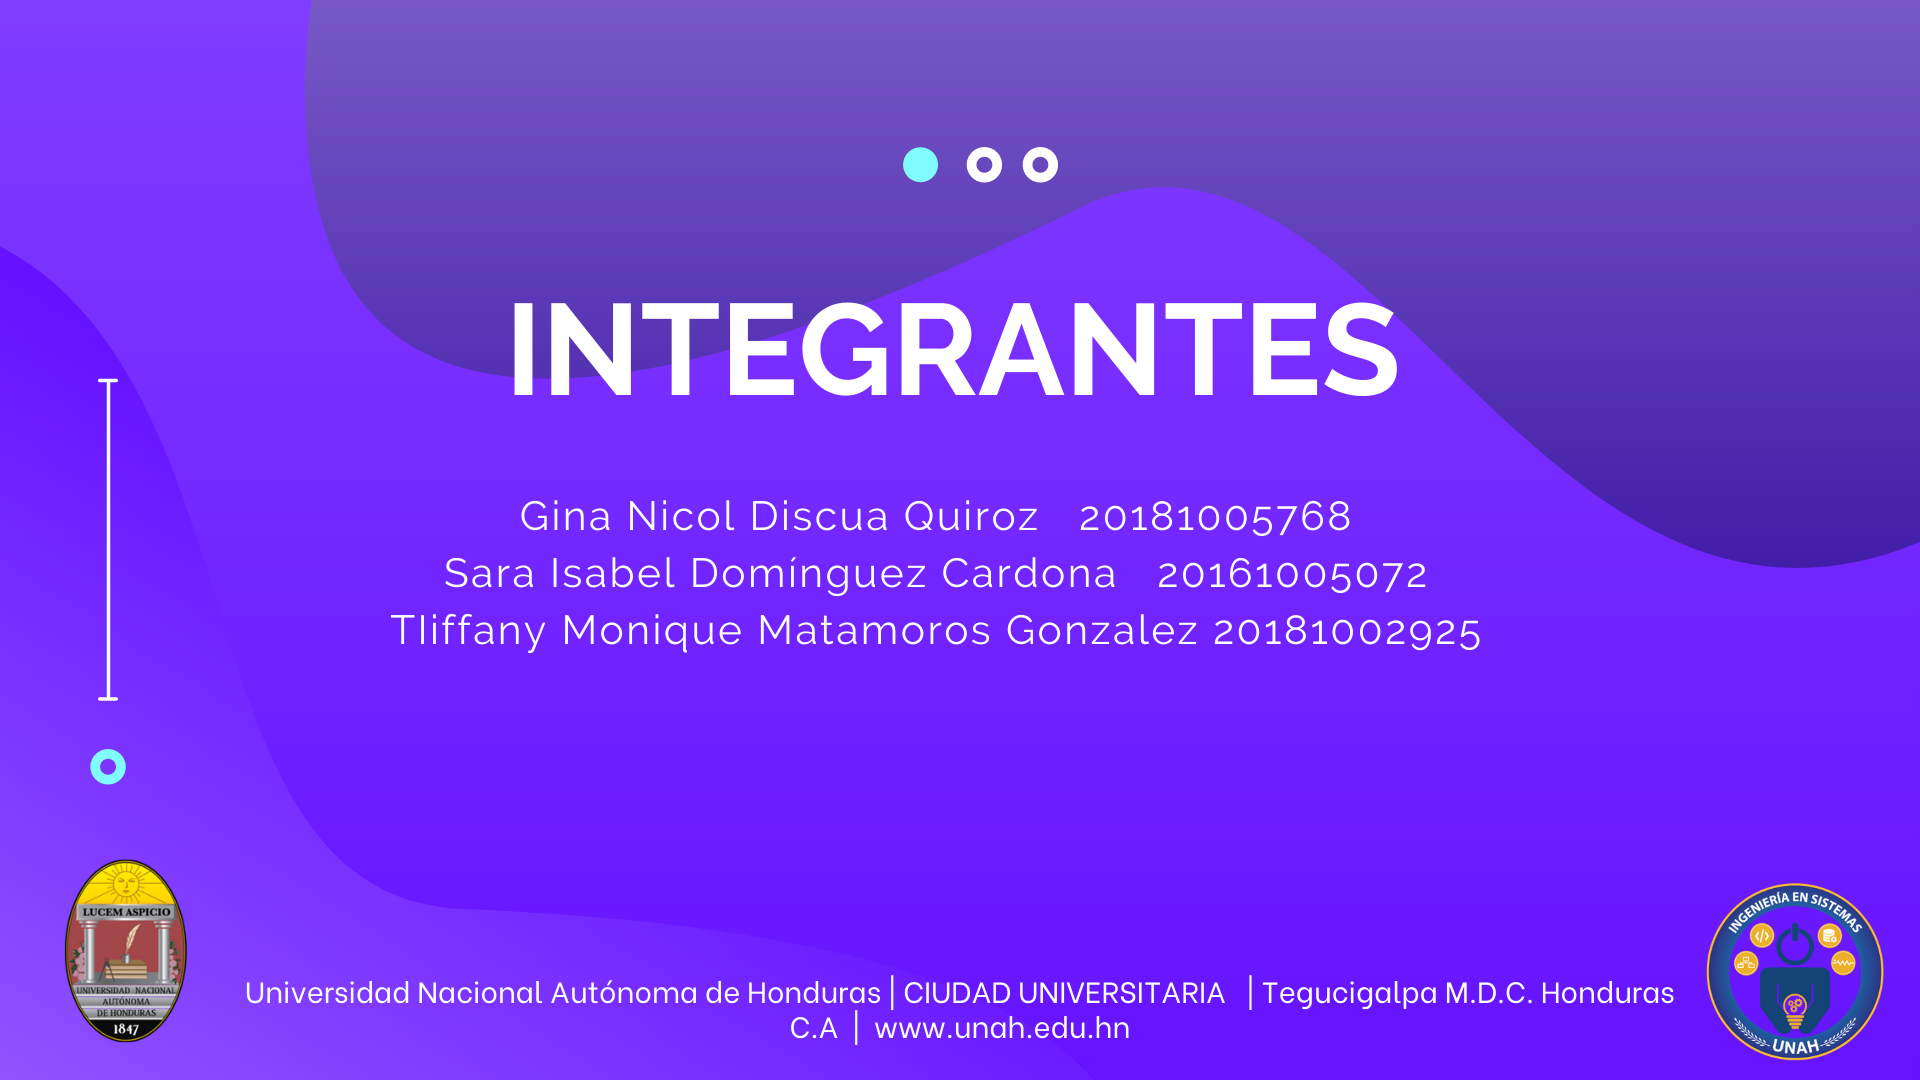 INTEGRANTES
Gina Nicol Discua Quiroz 20181005768
Sara Isabel Domínguez Cardona 20161005072
TIiffany Monique Matamoros Gonzalez 20181002925
LUCEM ASPICIO
UNIVERSIDAD NACIONAL
AUTÓNOMA
DE HONDURAS
1847
Universidad Nacional Autónoma de Honduras | CIUDAD UNIVERSITARIA | Tegucigalpa M.D.C. Honduras
C.A | www.unah.edu.hn
INGENIERÍA EN SISTEMAS
</>
UNAH